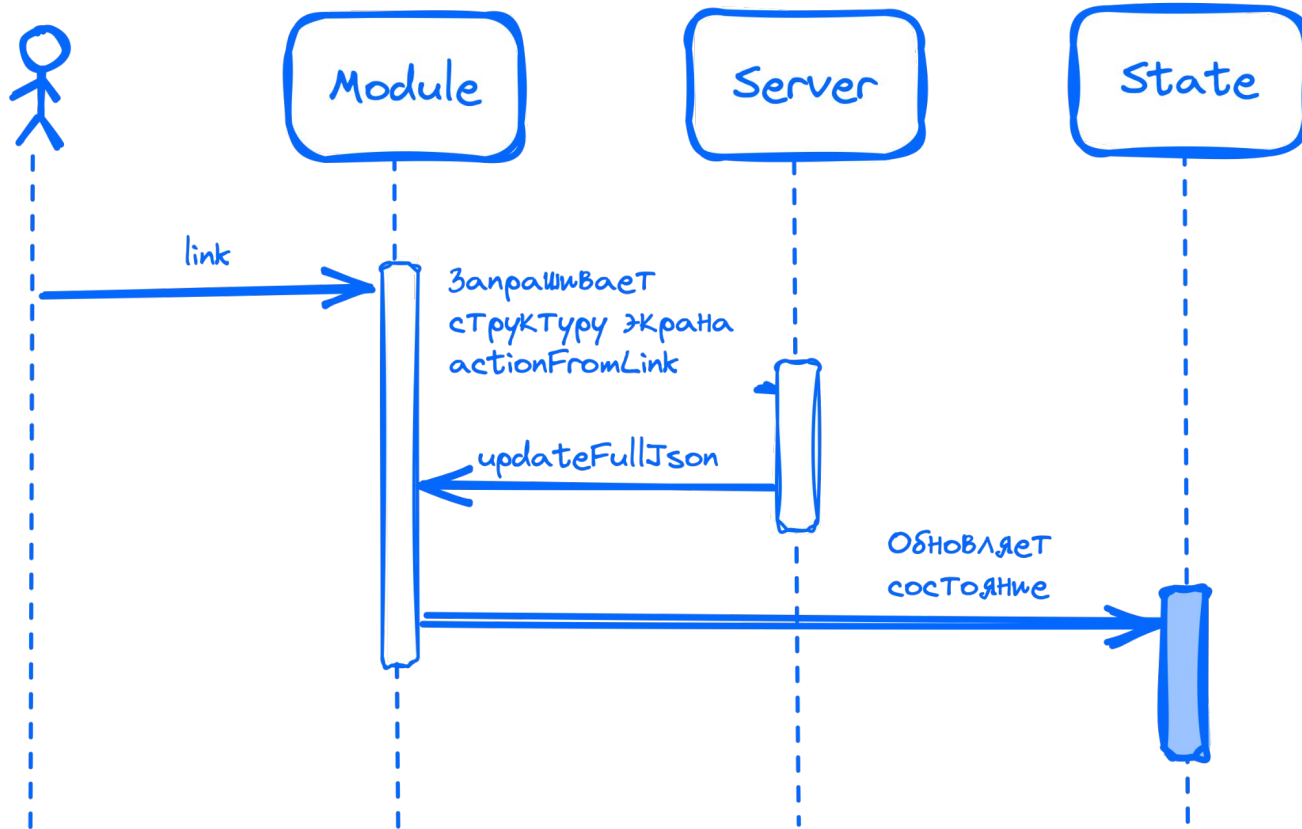 Module
Server
State
link
Запрашивает
структуру экрана
actionFromLink
updateFullJson
Обновляет
состояние